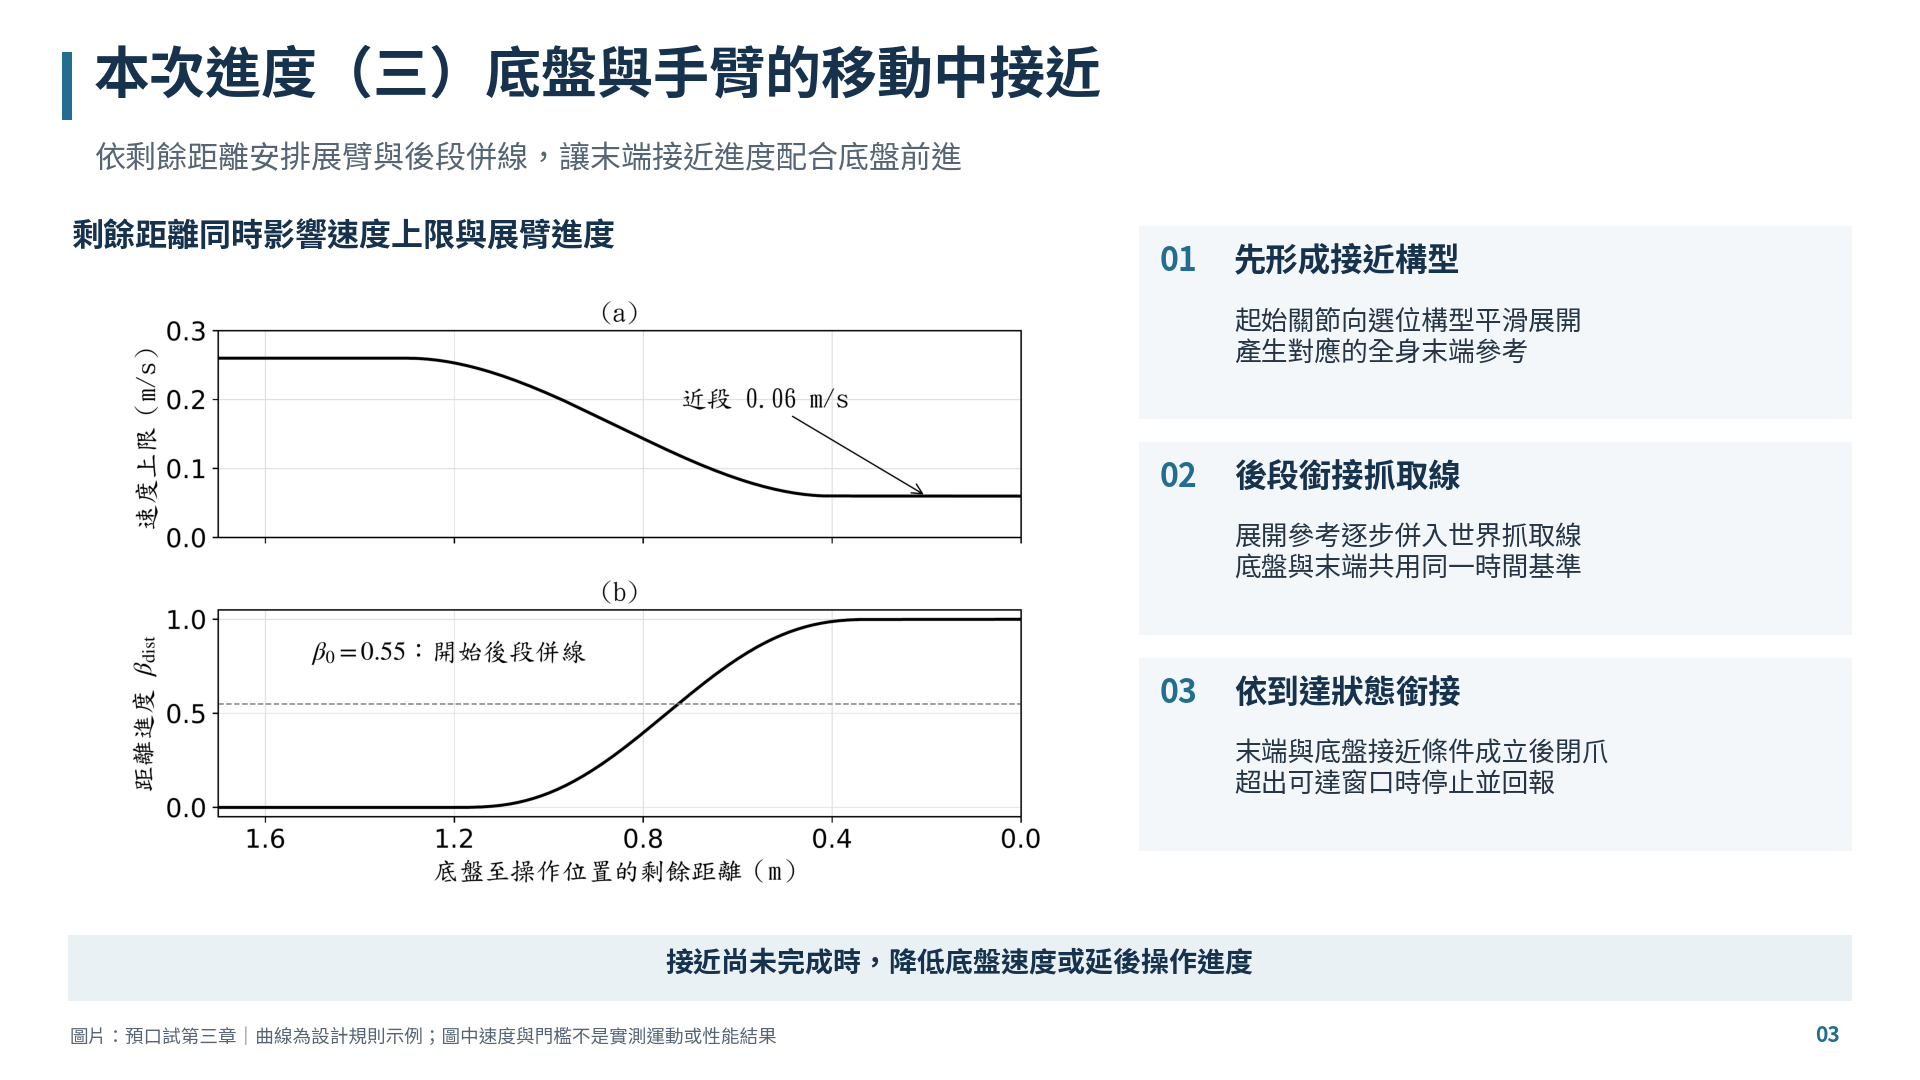 本次進度（三）底盤與手臂的移動中接近
依剩餘距離安排展臂與後段併線，讓末端接近進度配合底盤前進
剩餘距離同時影響速度上限與展臂進度
(a)
速度上限 (m/s)
0.3
0.2
0.1
0.0
近段 0.06 m/s
(b)
距離進度 βdist
1.0
0.5
0.0
β0=0.55：開始後段併線
1.6 1.2 0.8 0.4 0.0
底盤至操作位置的剩餘距離 (m)
01 先形成接近構型
起始關節向選位構型平滑展開
產生對應的全身末端參考
02 後段銜接抓取線
展開參考逐步併入世界抓取線
底盤與末端共用同一時間基準
03 依到達狀態銜接
末端與底盤接近條件成立後閉爪
超出可達窗口時停止並回報
接近尚未完成時，降低底盤速度或延後操作進度
圖片：預口試第三章｜曲線為設計規則示例；圖中速度與門檻不是實測運動或性能結果
03